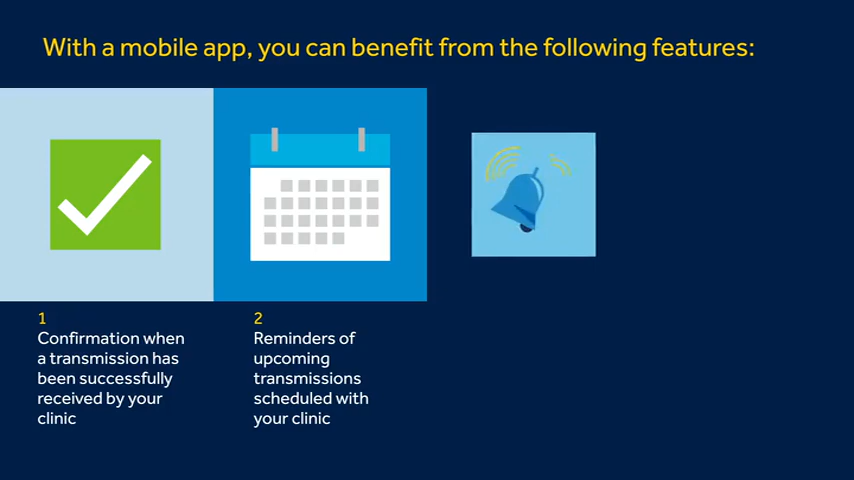 With a mobile app, you can benefit from the following features:
1
Confirmation when
a transmission has
been successfully
received by your
clinic
2
Reminders of
upcoming
transmissions
scheduled with
your clinic